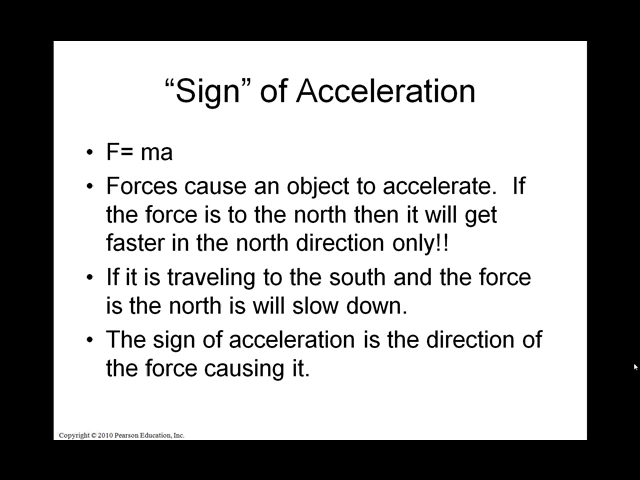 “Sign” of Acceleration
• F= ma
• Forces cause an object to accelerate.  If
the force is to the north then it will get
faster in the north direction only!!
• If it is traveling to the south and the force
is the north is will slow down.
• The sign of acceleration is the direction of
the force causing it.
Copyright © 2010 Pearson Education, Inc.